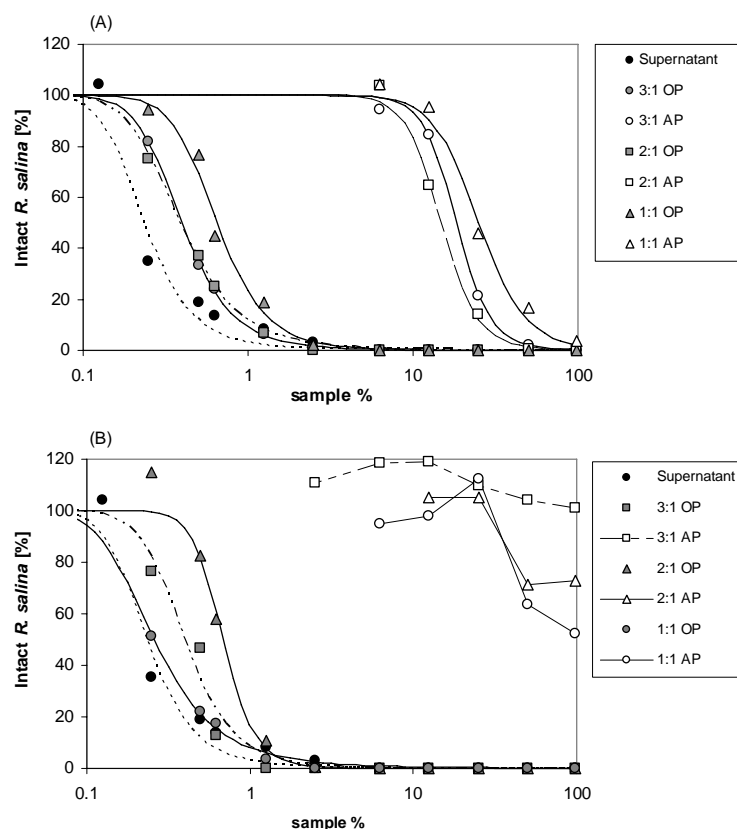 (A)
120
100
80
60
40
20
0
Intact R. salina [%]
0.1 1 10 100
sample %
Supernatant
3:1 OP
3:1 AP
2:1 OP
2:1 AP
1:1 OP
1:1 AP
(B)
120
100
80
60
40
20
0
Intact R. salina [%]
0.1 1 10 100
sample %
Supernatant
3:1 OP
3:1 AP
2:1 OP
2:1 AP
1:1 OP
1:1 AP